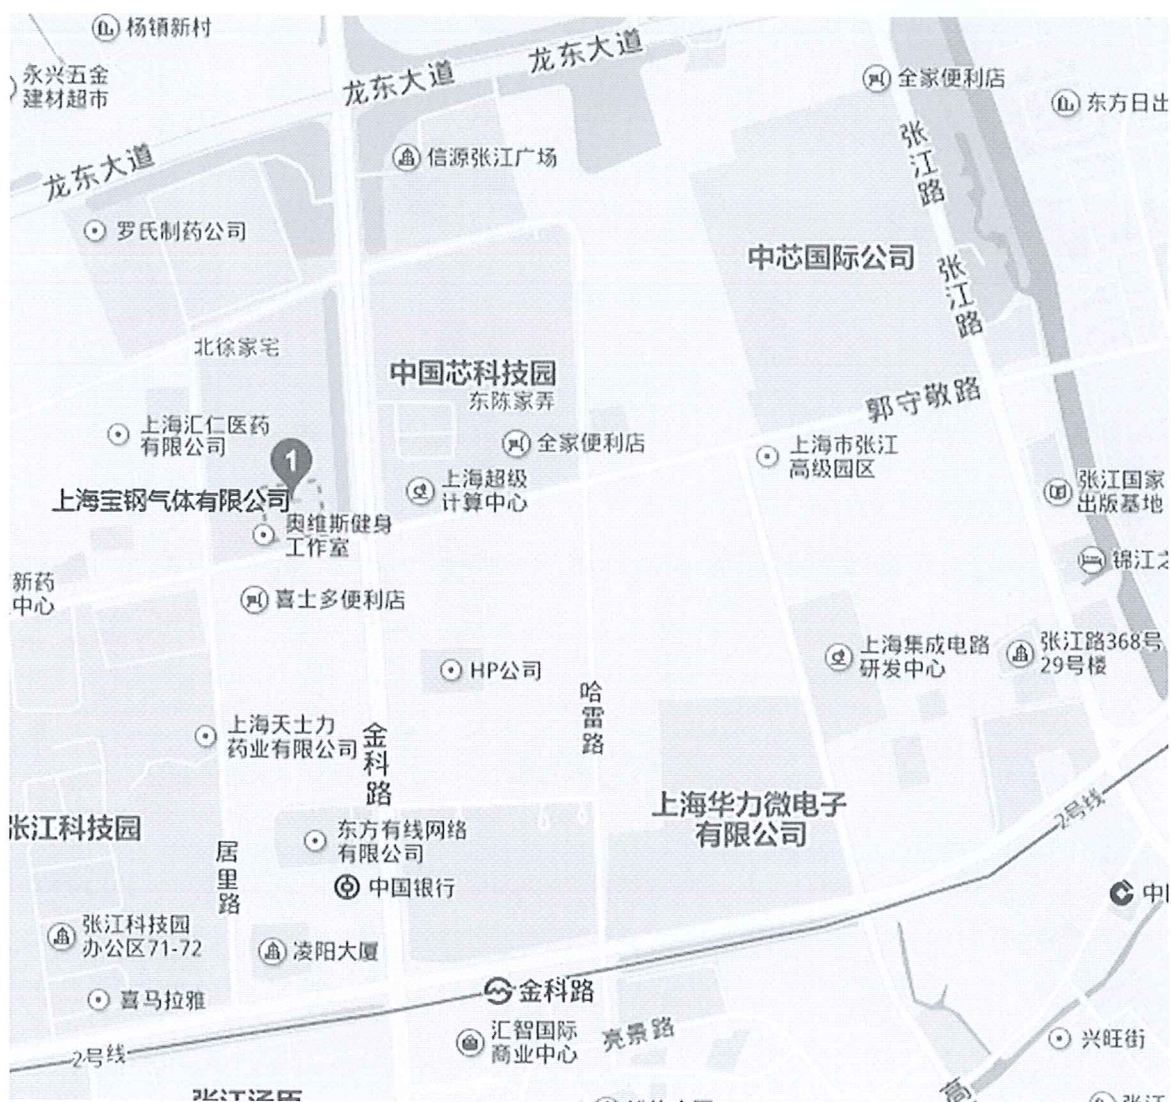 杨镇新村
永兴五金
建材超市
龙东大道
龙东大道
全家便利店
东方日出
龙东大道
信源张江广场
张江路
罗氏制药公司
中芯国际公司
张江路
北徐家宅
中国芯科技园
东陈家弄
郭守敬路
上海汇仁医药
有限公司
全家便利店
上海市张江
高级园区
1
上海宝钢气体有限公司
上海超级
计算中心
张江国家
出版基地
奥维斯健身
工作室
锦江之
新药
中心
喜士多便利店
上海集成电路
研发中心
张江路368号
29号楼
HP公司
哈雷路
上海天士力
药业有限公司
金科路
上海华力微电子
有限公司
2号线
张江科技园
东方有线网络
有限公司
居里路
中国银行
张江科技园
办公区71-72
凌阳大厦
喜马拉雅
金科路
汇智国际
商业中心
亮景路
兴旺街
2号线
高